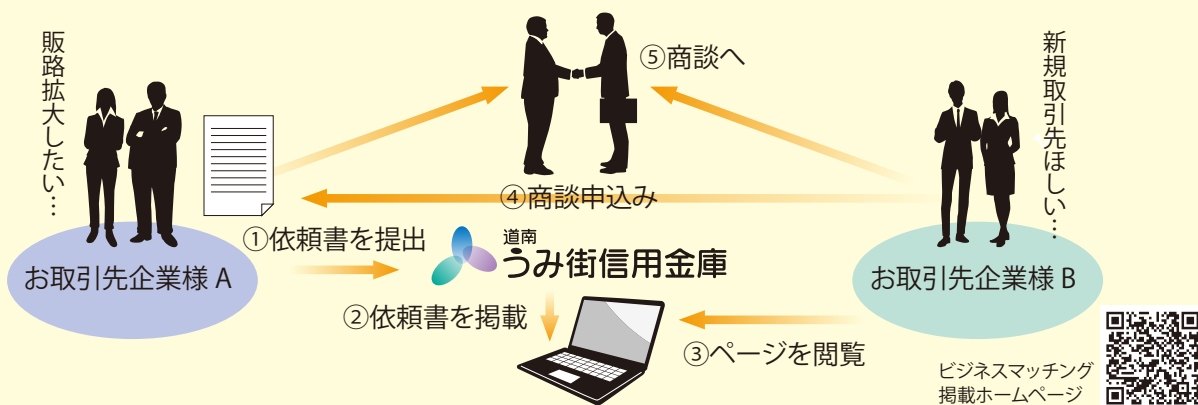 販路拡大したい…
新規取引先ほしい…
⑤商談へ
④商談申込み
①依頼書を提出
道南
うみ街信用金庫
お取引先企業様 A
お取引先企業様 B
②依頼書を掲載
③ページを閲覧
ビジネスマッチング
掲載ホームページ